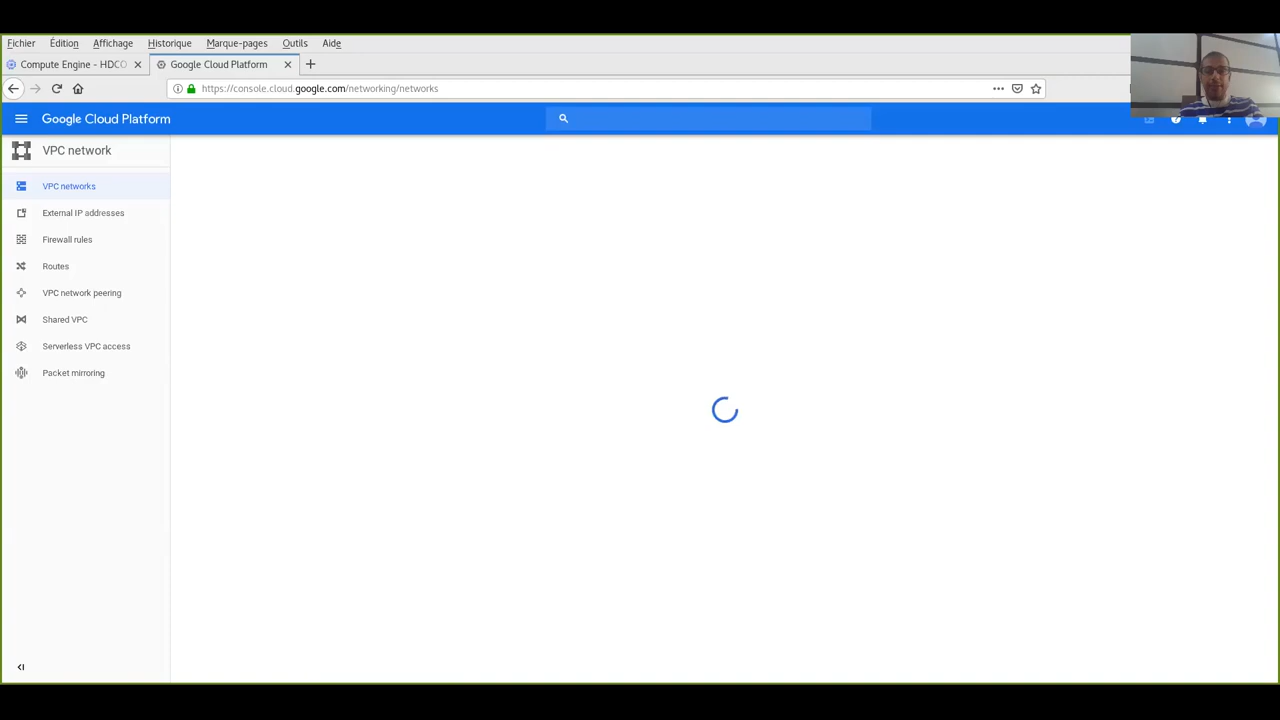 Fichier Édition Affichage Historique Marque-pages Outils Aide
Compute Engine - HDCO Google Cloud Platform
https://console.cloud.google.com/networking/networks
Google Cloud Platform
VPC network
VPC networks
External IP addresses
Firewall rules
Routes
VPC network peering
Shared VPC
Serverless VPC access
Packet mirroring